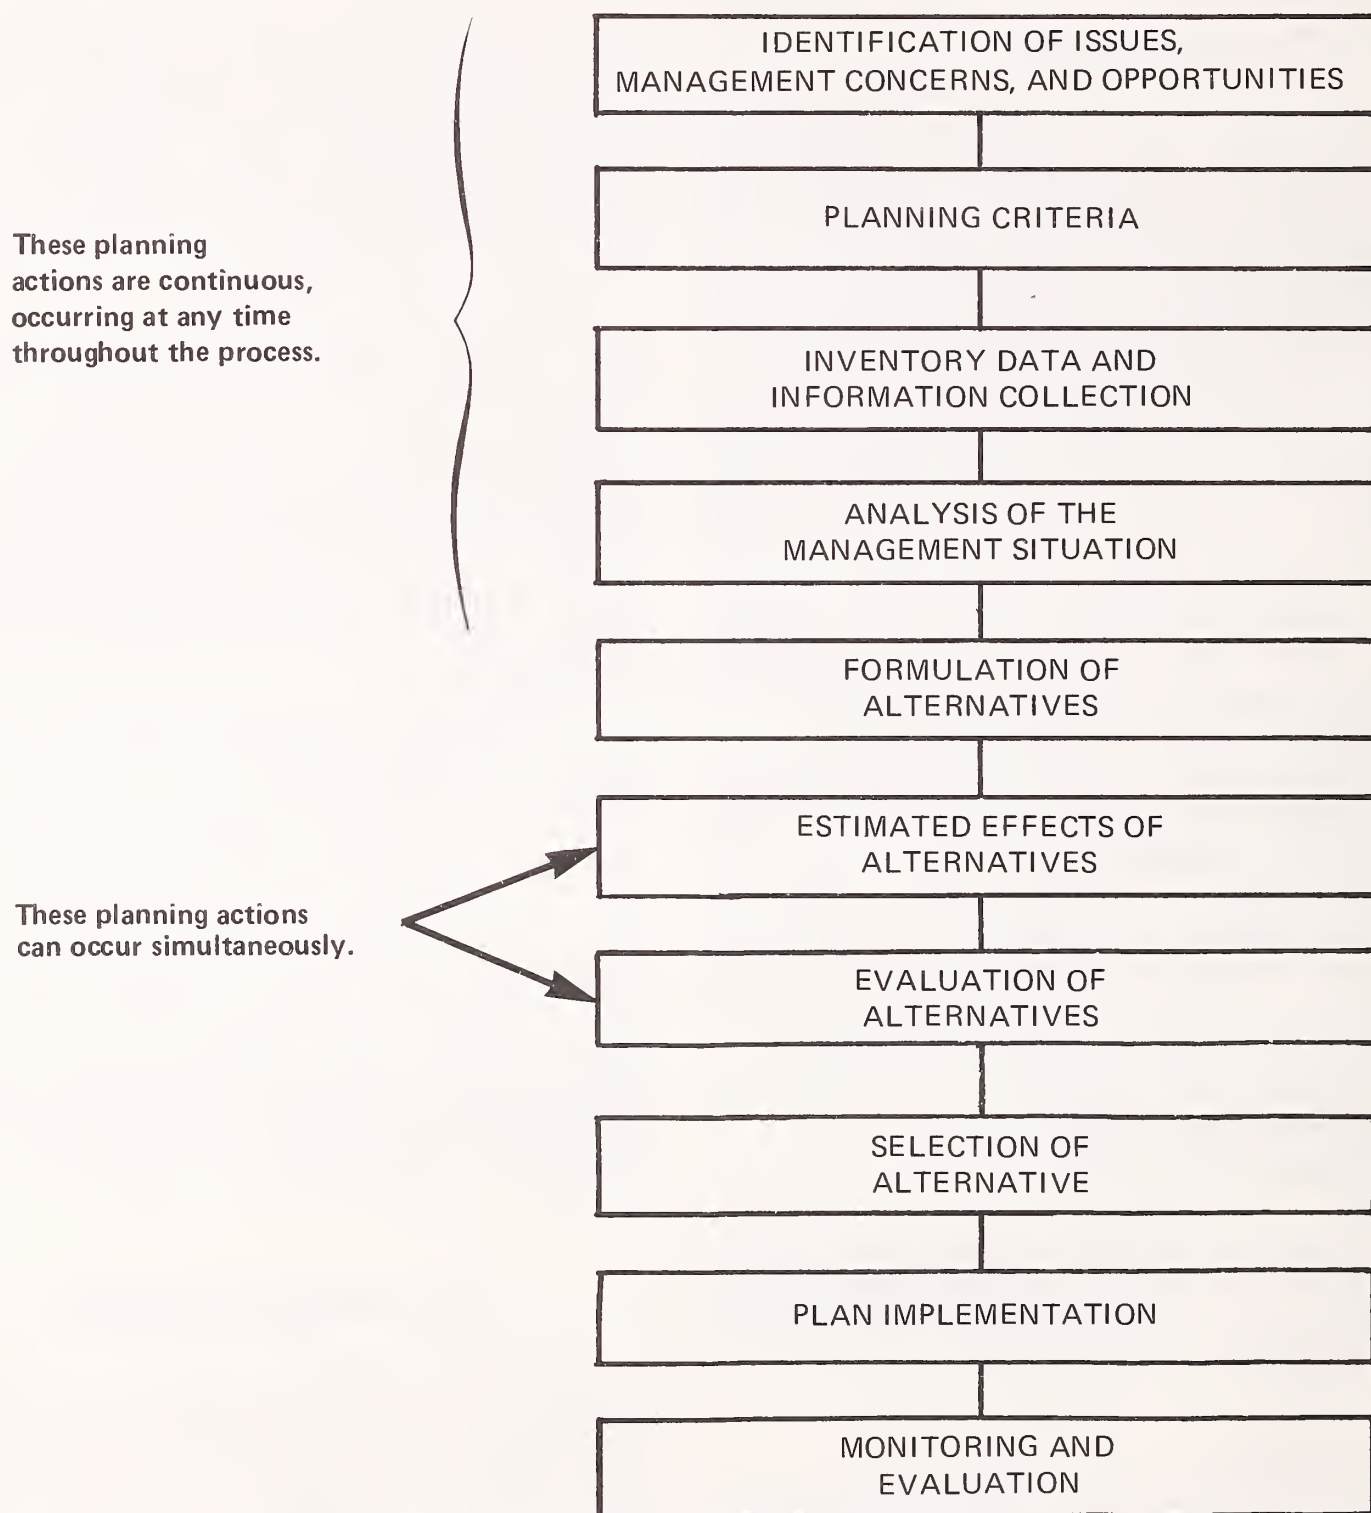 IDENTIFICATION OF ISSUES,
MANAGEMENT CONCERNS, AND OPPORTUNITIES
PLANNING CRITERIA
These planning
actions are continuous,
occurring at any time
throughout the process.
INVENTORY DATA AND
INFORMATION COLLECTION
ANALYSIS OF THE
MANAGEMENT SITUATION
FORMULATION OF
ALTERNATIVES
ESTIMATED EFFECTS OF
ALTERNATIVES
These planning actions
can occur simultaneously.
EVALUATION OF
ALTERNATIVES
SELECTION OF
ALTERNATIVE
PLAN IMPLEMENTATION
MONITORING AND
EVALUATION